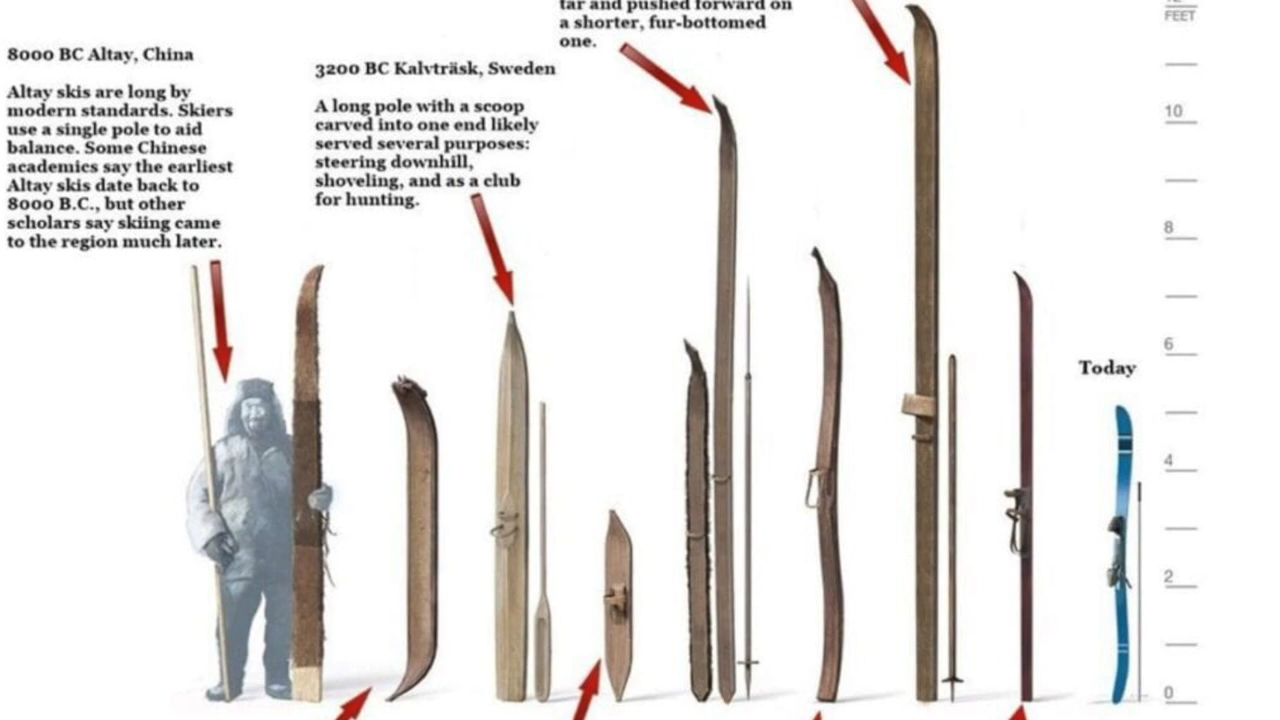 tar and pushed forward on
a shorter, fur-bottomed
one.
FEET
8000 BC Altay, China
Altay skis are long by
modern standards. Skiers
use a single pole to aid
balance. Some Chinese
academics say the earliest
Altay skis date back to
8000 B.C., but other
scholars say skiing came
to the region much later.
3200 BC Kalvträsk, Sweden
A long pole with a scoop
carved into one end likely
served several purposes:
steering downhill,
shoveling, and as a club
for hunting.
10
8
6
Today
4
2
0